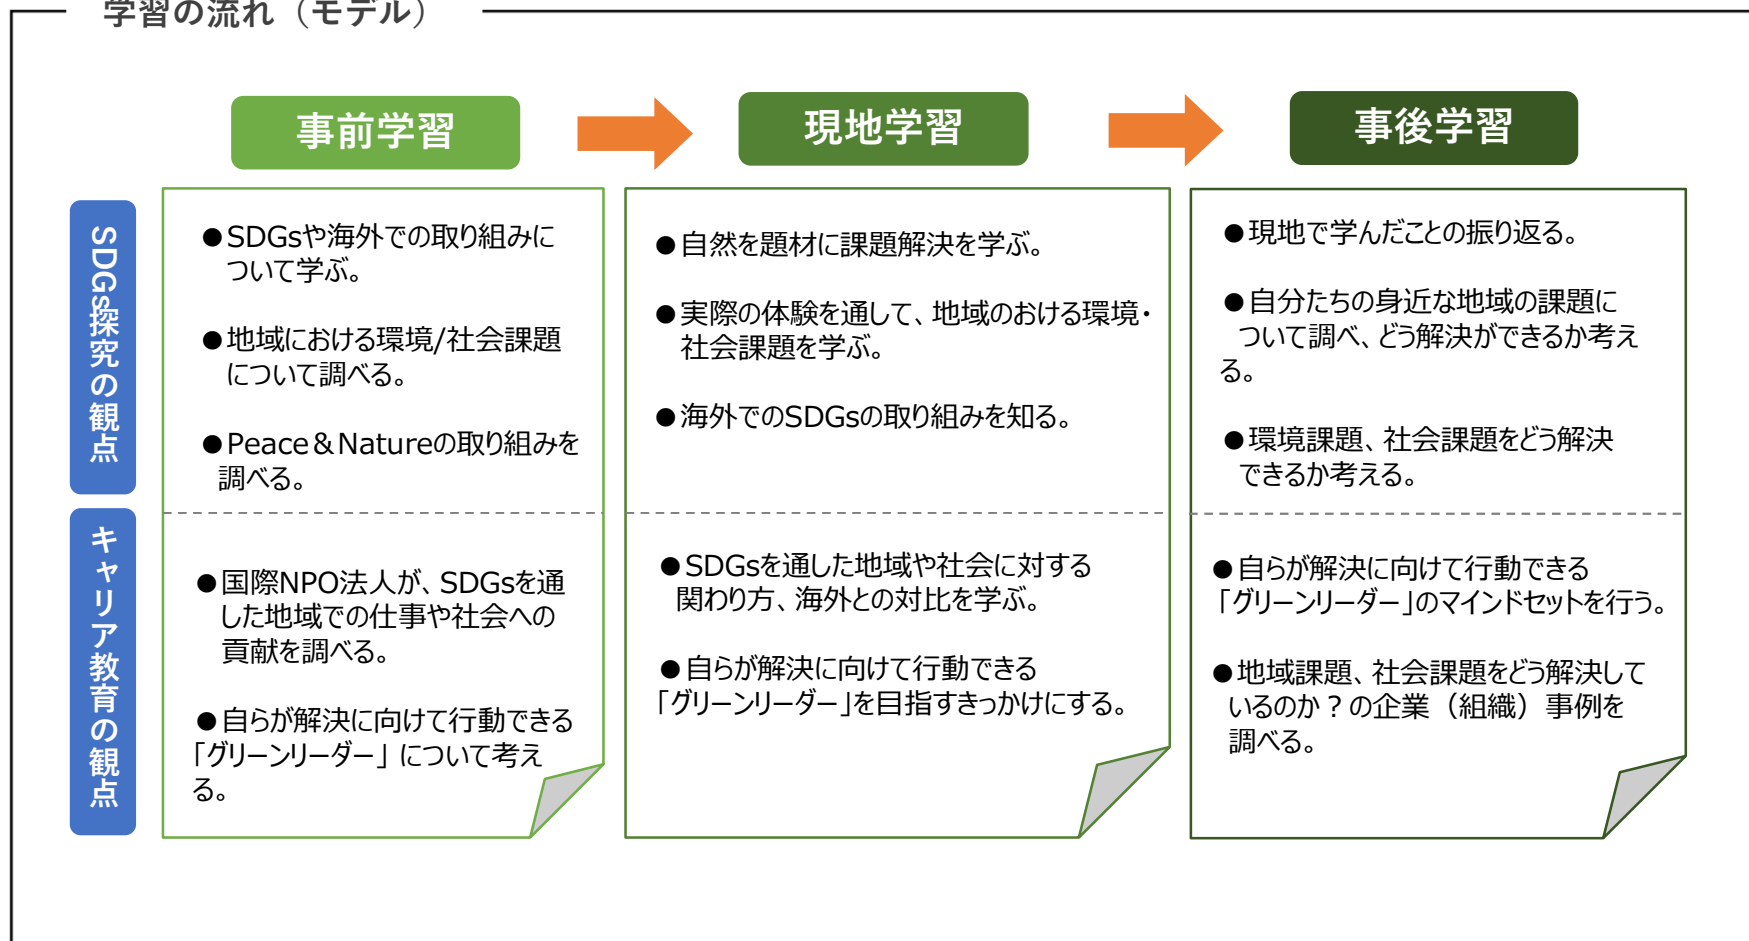 学習の流れ（モデル）
事前学習
現地学習
事後学習
SDGs探究の観点
●SDGsや海外での取り組みに
ついて学ぶ。
●地域における環境/社会課題
について調べる。
●Peace＆Natureの取り組みを
調べる。
●自然を題材に課題解決を学ぶ。
●実際の体験を通して、地域のおける環境・
社会課題を学ぶ。
●海外でのSDGsの取り組みを知る。
●現地で学んだことの振り返る。
●自分たちの身近な地域の課題に
ついて調べ、どう解決ができるか考え
る。
●環境課題、社会課題をどう解決
できるか考える。
キャリア教育の観点
●国際NPO法人が、SDGsを通
した地域での仕事や社会への
貢献を調べる。
●自らが解決に向けて行動できる
「グリーンリーダー」 について考え
る。
●SDGsを通した地域や社会に対する
関わり方、海外との対比を学ぶ。
●自らが解決に向けて行動できる
「グリーンリーダー」を目指すきっかけにする。
●自らが解決に向けて行動できる
「グリーンリーダー」のマインドセットを行う。
●地域課題、社会課題をどう解決して
いるのか？の企業（組織）事例を
調べる。